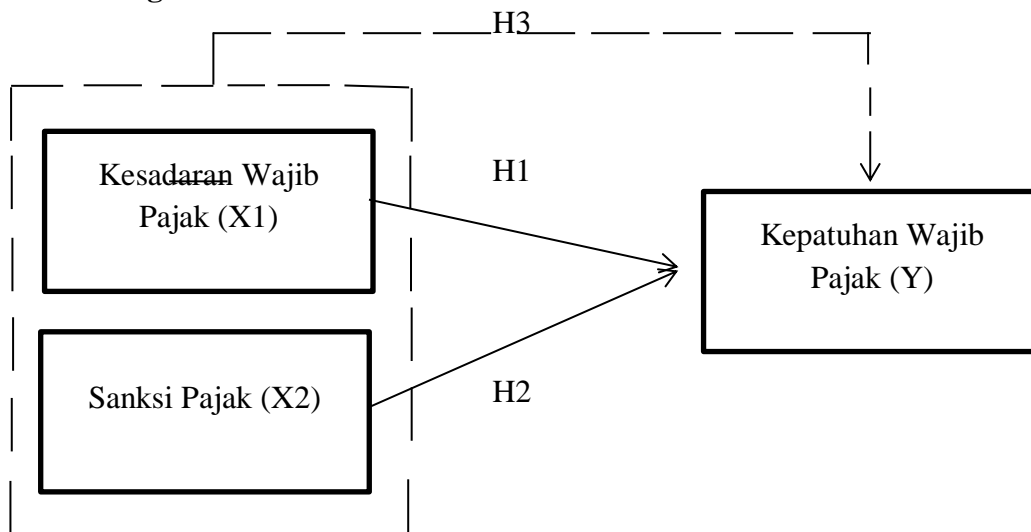 H3
Kesadaran Wajib
Pajak (X1)
H1
Kepatuhan Wajib
Pajak (Y)
Sanksi Pajak (X2)
H2